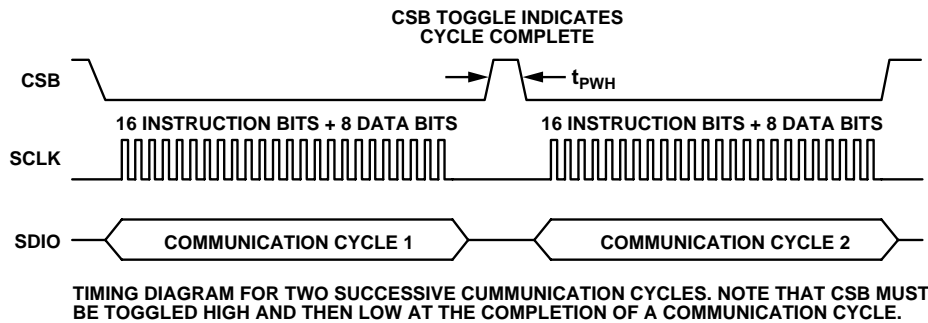 CSB TOGGLE INDICATES
CYCLE COMPLETE
CSB
tPWH
16 INSTRUCTION BITS + 8 DATA BITS
16 INSTRUCTION BITS + 8 DATA BITS
SCLK
SDIO
COMMUNICATION CYCLE 1
COMMUNICATION CYCLE 2
TIMING DIAGRAM FOR TWO SUCCESSIVE CUMMUNICATION CYCLES. NOTE THAT CSB MUST
BE TOGGLED HIGH AND THEN LOW AT THE COMPLETION OF A COMMUNICATION CYCLE.